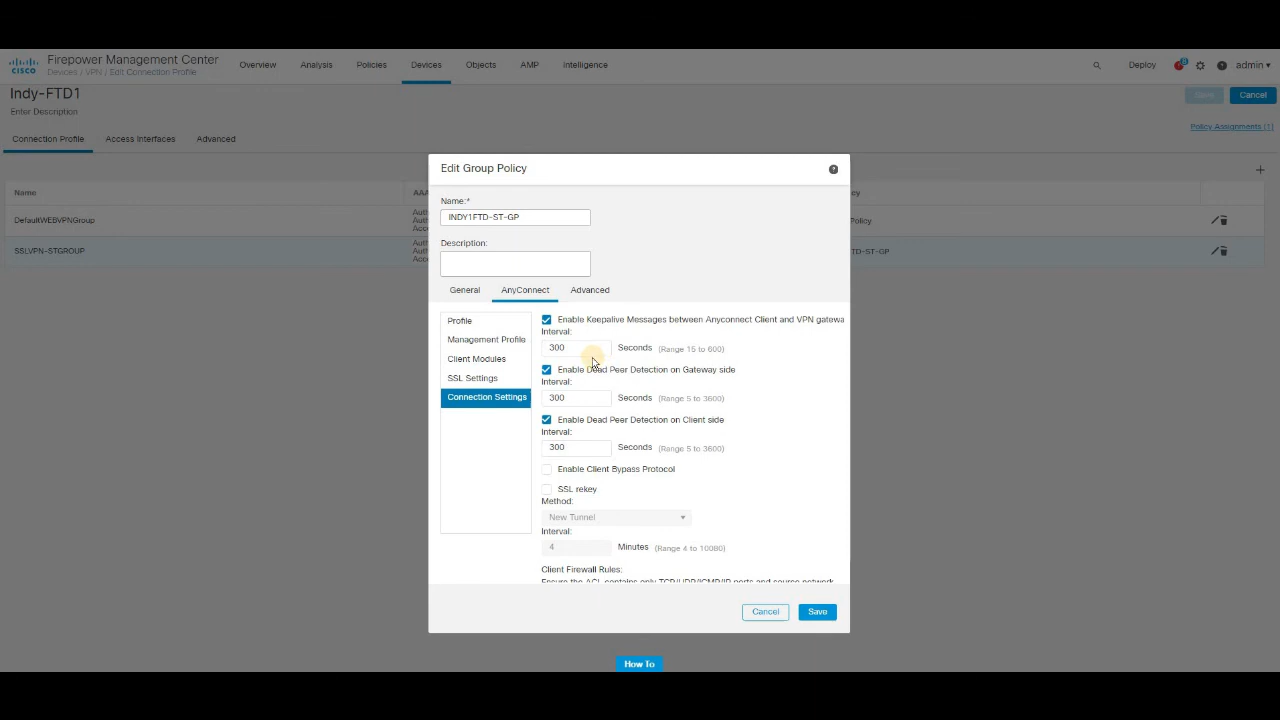 Firepower Management Center
Devices / VPN / Edit Connection Profile
Overview
Analysis
Policies
Devices
Objects
AMP
Intelligence
Deploy
admin
CISCO
Indy-FTD1
Enter Description
Cancel
Policy Assignments (1)
Connection Profile
Access Interfaces
Advanced
Name
AAA
DefaultWEBVPNGroup
Policy
SSLVPN-STGROUP
TD-ST-GP
Edit Group Policy
Name:*
INDY1FTD-ST-GP
Description:
General
AnyConnect
Advanced
Profile
Management Profile
Client Modules
SSL Settings
Connection Settings
Enable Keepalive Messages between Anyconnect Client and VPN gatewa
Interval:
300 Seconds (Range 15 to 600)
Enable Dead Peer Detection on Gateway side
Interval:
300 Seconds (Range 5 to 3600)
Enable Dead Peer Detection on Client side
Interval:
300 Seconds (Range 5 to 3600)
Enable Client Bypass Protocol
SSL rekey
Method:
New Tunnel
Interval:
4 Minutes (Range 4 to 10080)
Client Firewall Rules:
Ensure the ACL contains only TCP/UDP/ICMP/IP ports and source network
Cancel
Save
How To